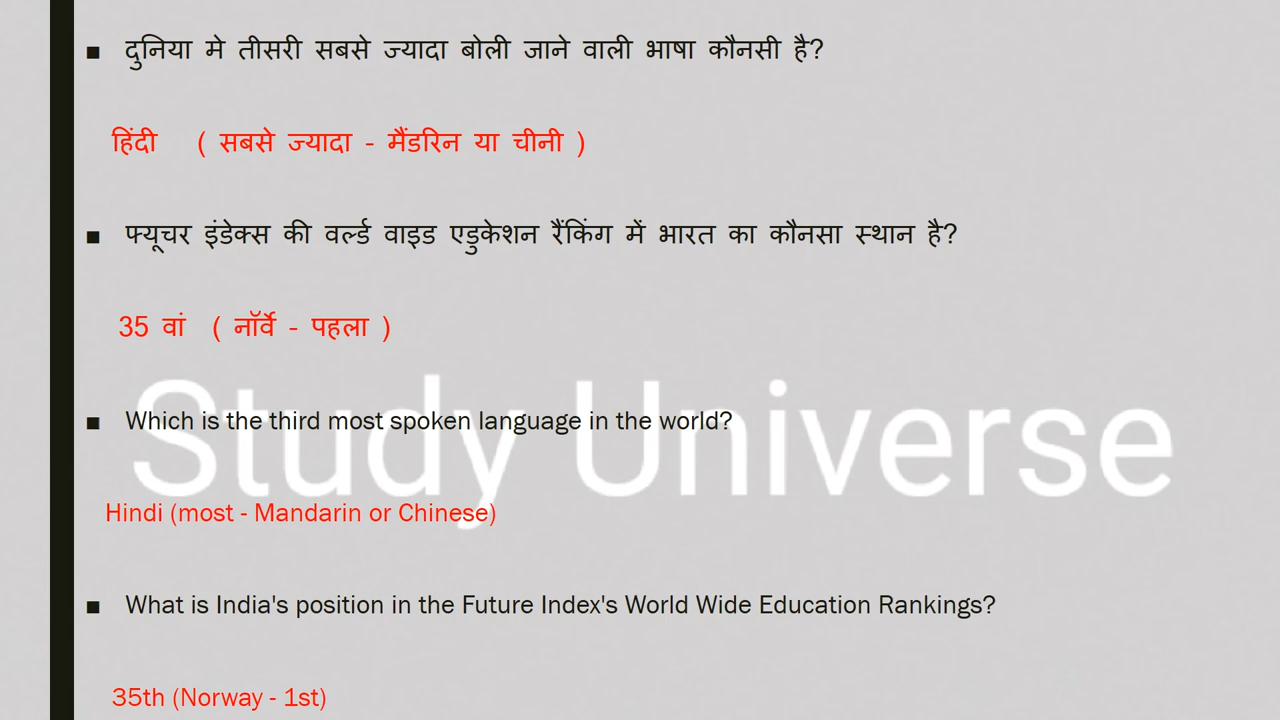 ▪ दुनिया मे तीसरी सबसे ज्यादा बोली जाने वाली भाषा कौनसी है?
हिंदी ( सबसे ज्यादा - मैंडरिन या चीनी )
▪ फ्यूचर इंडेक्स की वर्ल्ड वाइड एडुकेशन रैंकिंग में भारत का कौनसा स्थान है?
35 वां ( नॉर्वे - पहला )
Study Universe
▪ Which is the third most spoken language in the world?
Hindi (most - Mandarin or Chinese)
▪ What is India's position in the Future Index's World Wide Education Rankings?
35th (Norway - 1st)